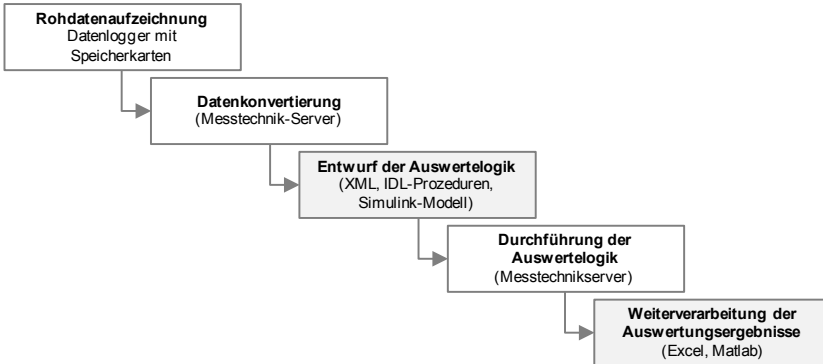 Rohdatenaufzeichnung
Datenlogger mit
Speicherkarten
Datenkonvertierung
(Messtechnik-Server)
Entwurf der Auswertelogik
(XML, IDL-Prozeduren,
Simulink-Modell)
Durchführung der
Auswertelogik
(Messtechnikserver)
Weiterverarbeitung der
Auswertungsergebnisse
(Excel, Matlab)